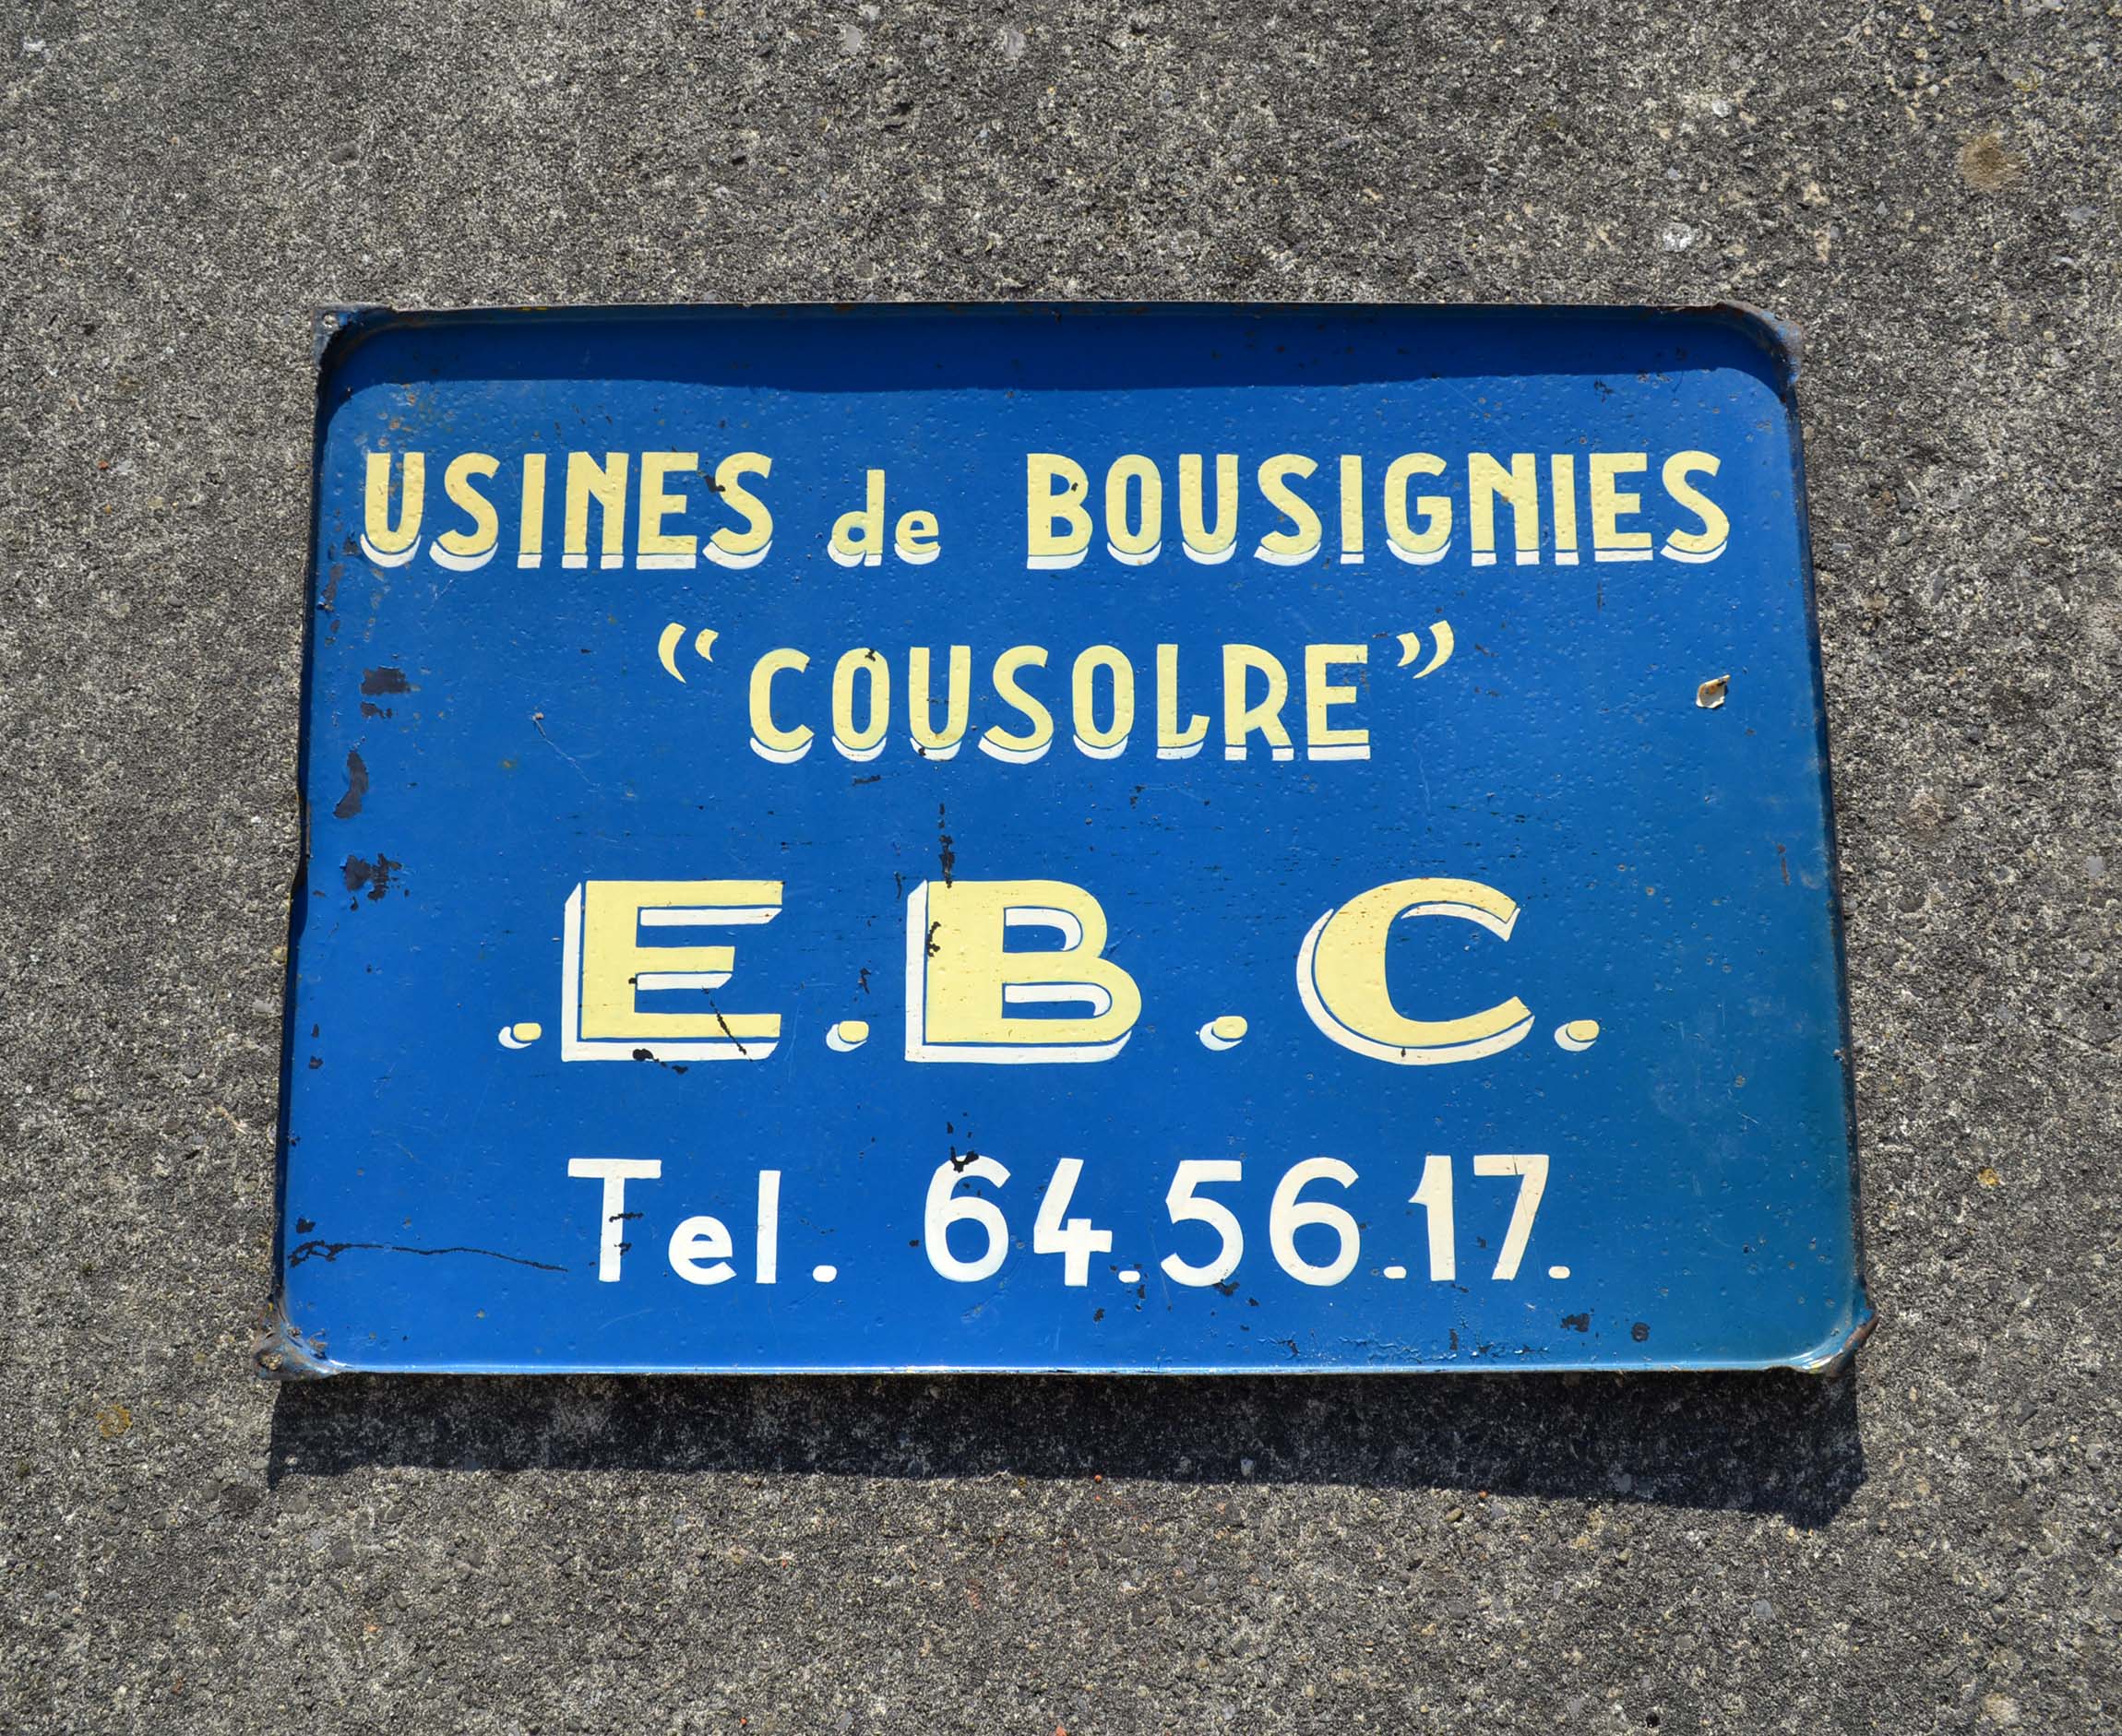 USINES de BOUSIGNIES
“COUSOLRE”
.E.B.C.
Tel. 64.56.17.